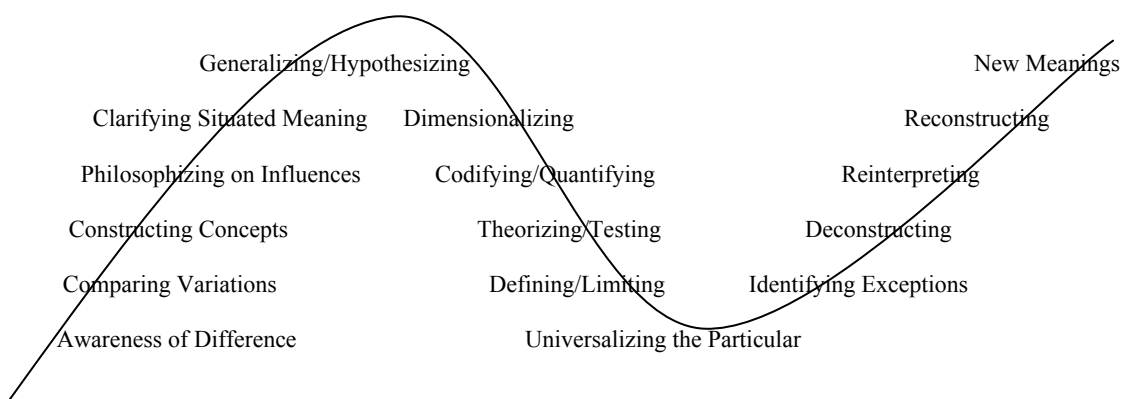 Generalizing/Hypothesizing
New Meanings
Clarifying Situated Meaning
Dimensionalizing
Reconstructing
Philosophizing on Influences
Codifying/Quantifying
Reinterpreting
Constructing Concepts
Theorizing/Testing
Deconstructing
Comparing Variations
Defining/Limiting
Identifying Exceptions
Awareness of Difference
Universalizing the Particular